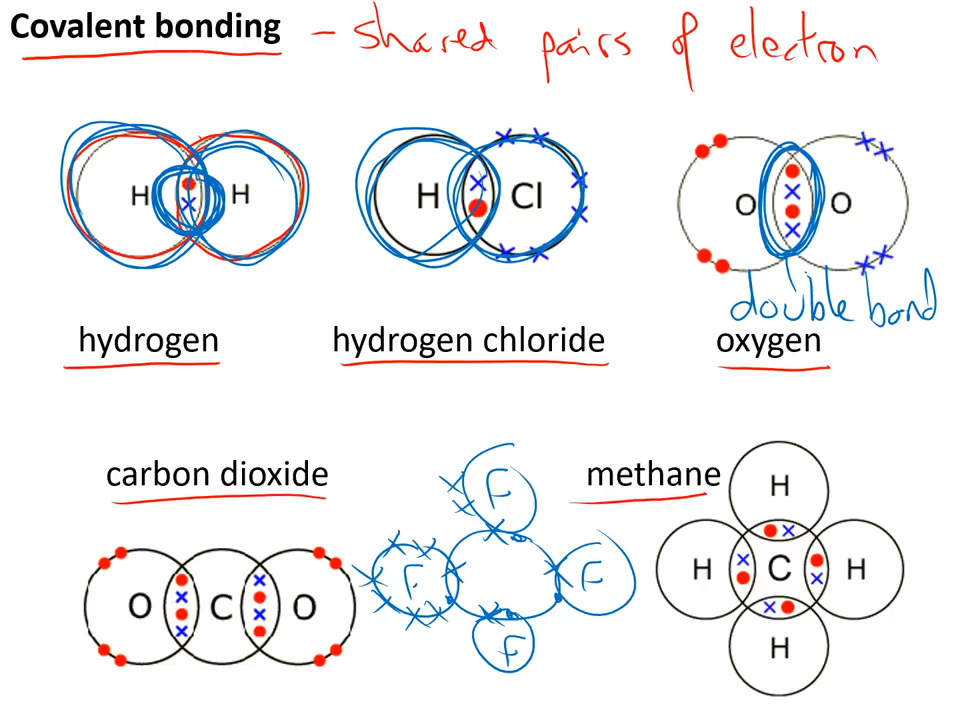 Covalent bonding – shared pairs of electron
H H
H Cl
O O
double bond
hydrogen
hydrogen chloride
oxygen
carbon dioxide
O C O
F
F
F
F
methane
H
H C H
H